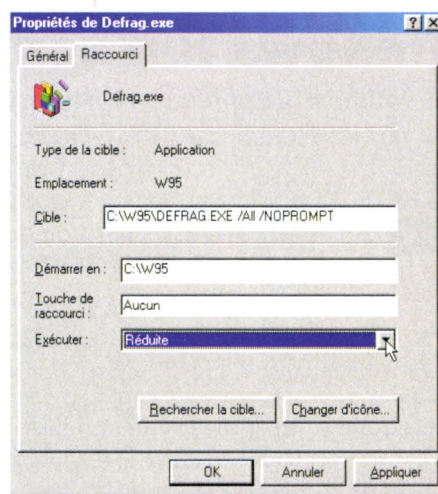 Propriétés de Defrag.exe
Général Raccourci
Defrag.exe
Type de la cible : Application
Emplacement : W95
Cible : C:\W95\DEFRAG.EXE /All /NOPROMPT
Démarrer en : C:\W95
Touche de
raccourci : Aucun
Exécuter : Réduite
Rechercher la cible... Changer d'icône...
OK Annuler Appliquer